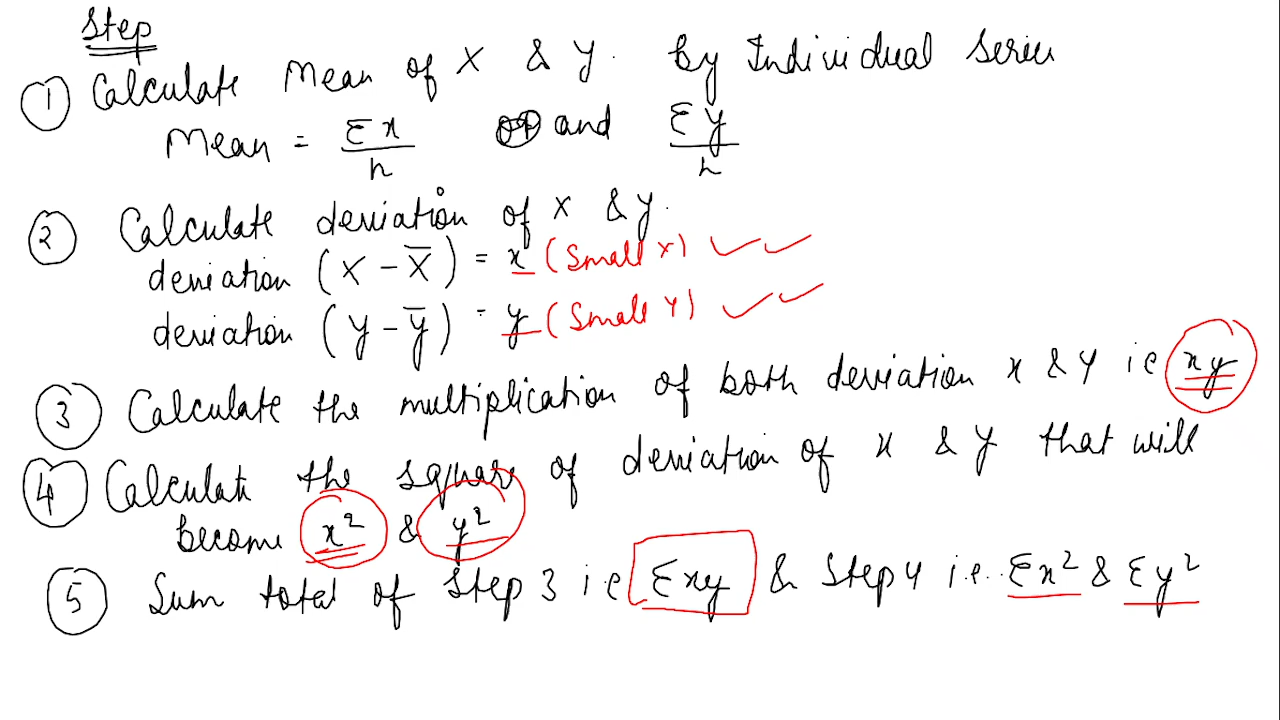 Step
① Calculate Mean of X & Y. by Individual Series
Mean = Σx/n and Σy/n
② Calculate deviation of X & Y.
deviation (X - X̅) = x (Small X)
deviation (Y - y̅) = y (Small Y)
③ Calculate the multiplication of both deviation x & y ie xy
④ Calculate the square of deviation of x & y that will
become x² & y²
⑤ Sum total of Step 3 ie Σxy & Step 4 i.e. Σx² & Σy²